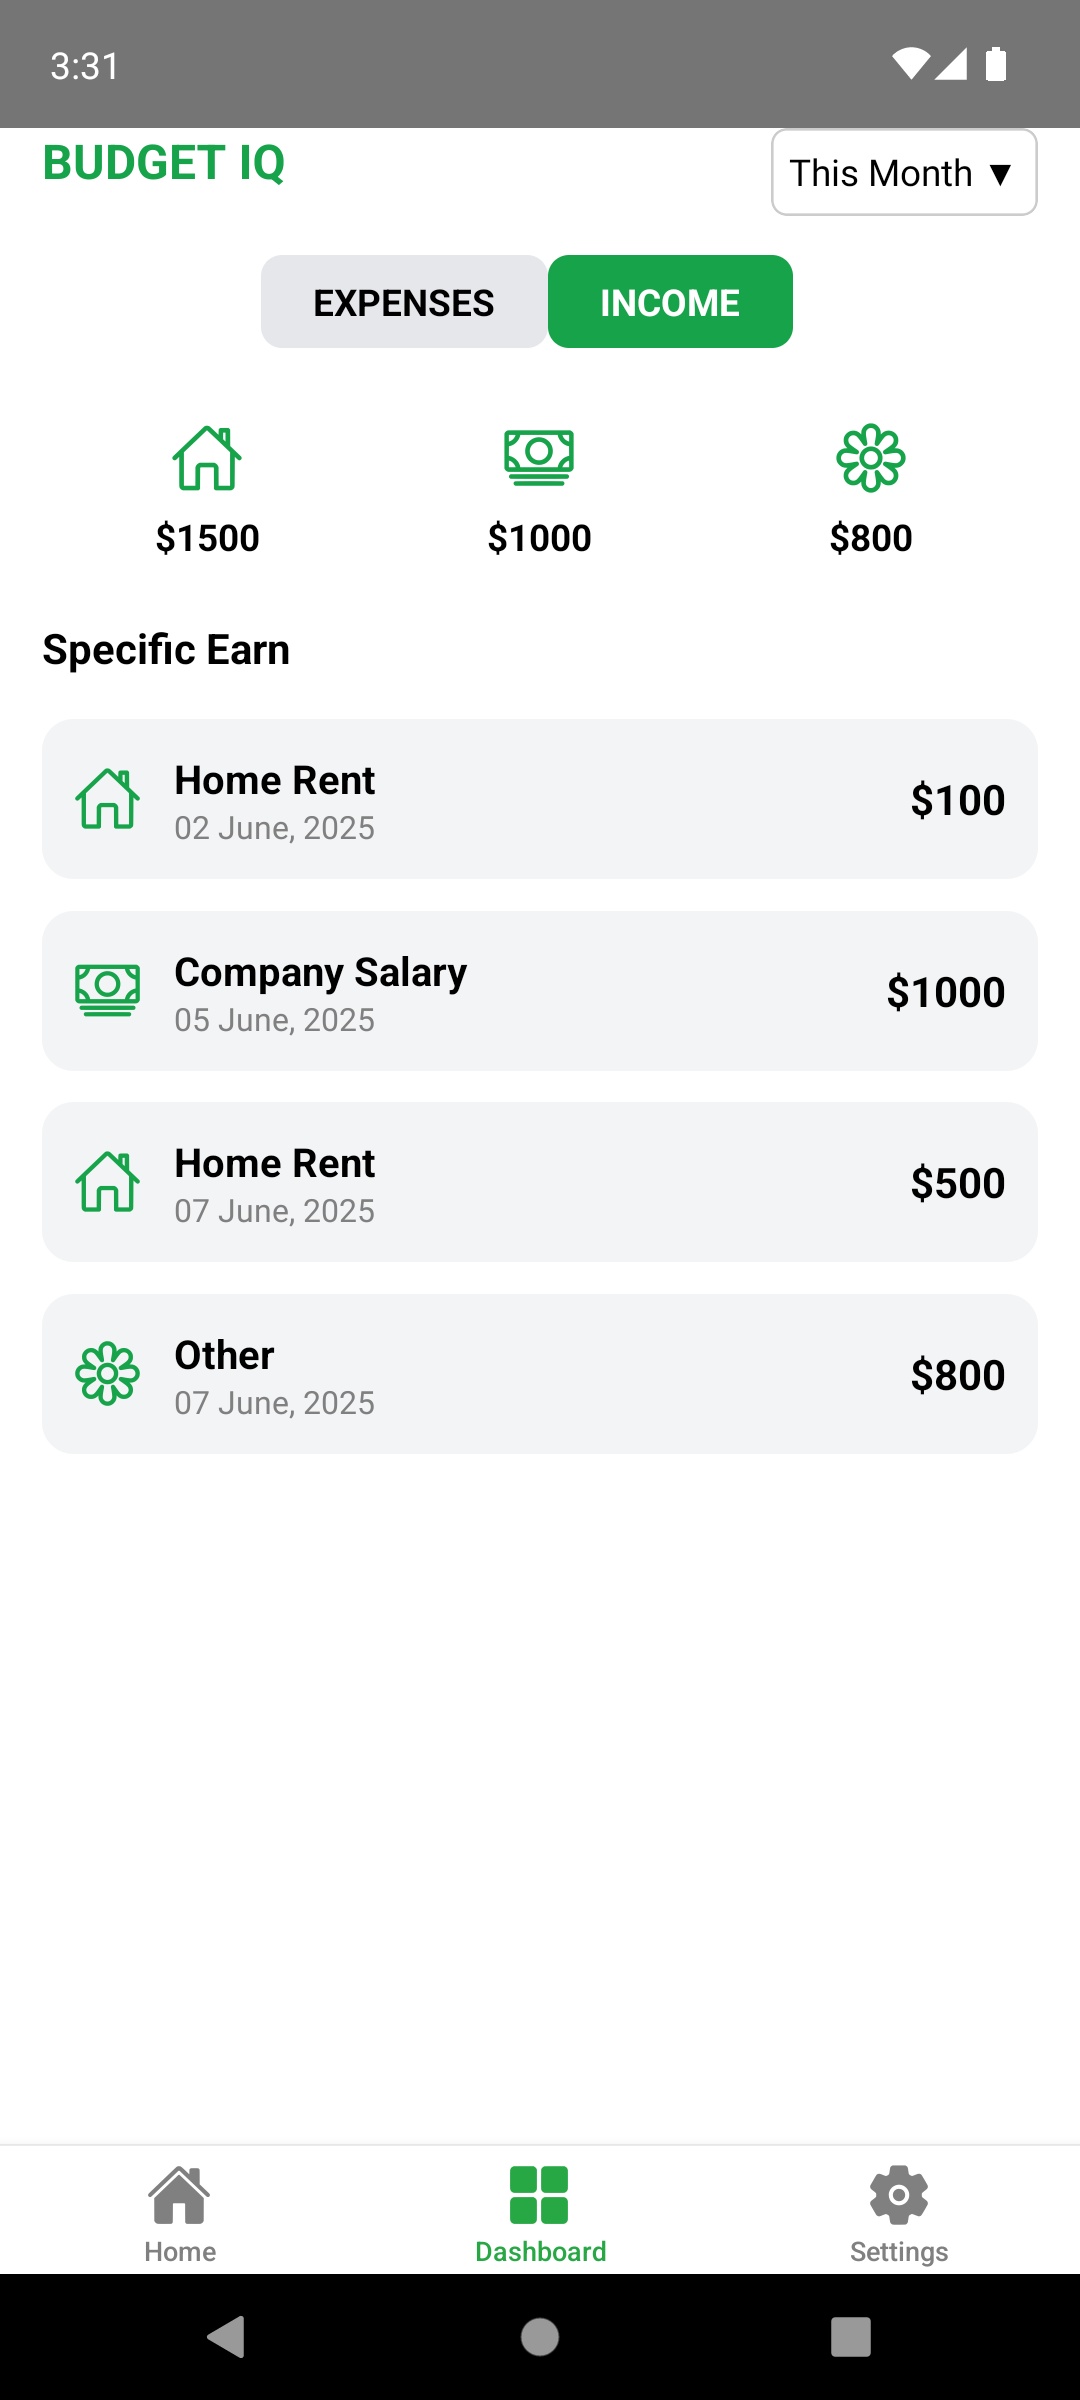 3:31
BUDGET IQ
This Month ▼
EXPENSES
INCOME
$1500
$1000
$800
Specific Earn
Home Rent
02 June, 2025
$100
Company Salary
05 June, 2025
$1000
Home Rent
07 June, 2025
$500
Other
07 June, 2025
$800
Home
Dashboard
Settings